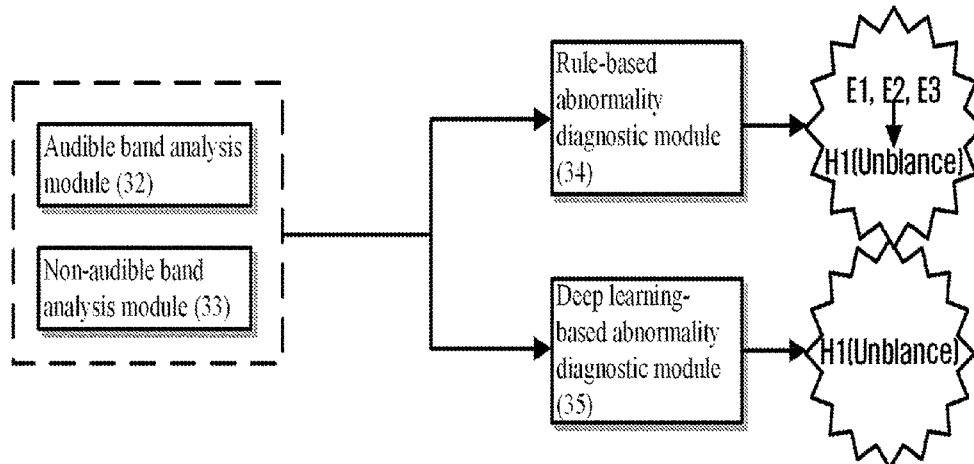 Audible band analysis
module (32)
Non-audible band
analysis module (33)
Rule-based
abnormality
diagnostic module
(34)
E1, E2, E3
H1(Unblance)
Deep learning-
based abnormality
diagnostic module
(35)
H1(Unblance)